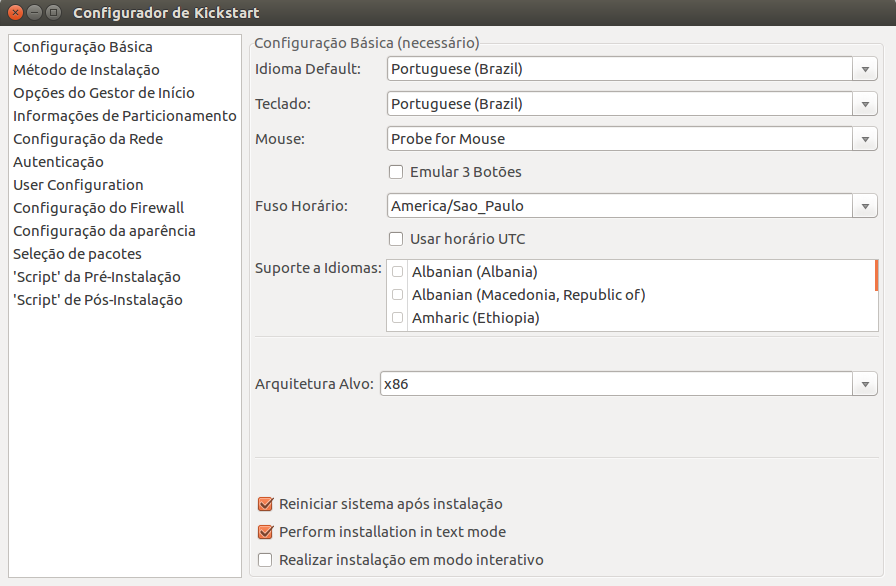 Configurador de Kickstart
Configuração Básica
Método de Instalação
Opções do Gestor de Início
Informações de Particionamento
Configuração da Rede
Autenticação
User Configuration
Configuração do Firewall
Configuração da aparência
Seleção de pacotes
'Script' da Pré-Instalação
'Script' de Pós-Instalação
Configuração Básica (necessário)
Idioma Default: Portuguese (Brazil)
Teclado: Portuguese (Brazil)
Mouse: Probe for Mouse
Emular 3 Botões
Fuso Horário: America/Sao_Paulo
Usar horário UTC
Suporte a Idiomas: Albanian (Albania)
Albanian (Macedonia, Republic of)
Amharic (Ethiopia)
Arquitetura Alvo: x86
Reiniciar sistema após instalação
Perform installation in text mode
Realizar instalação em modo interativo